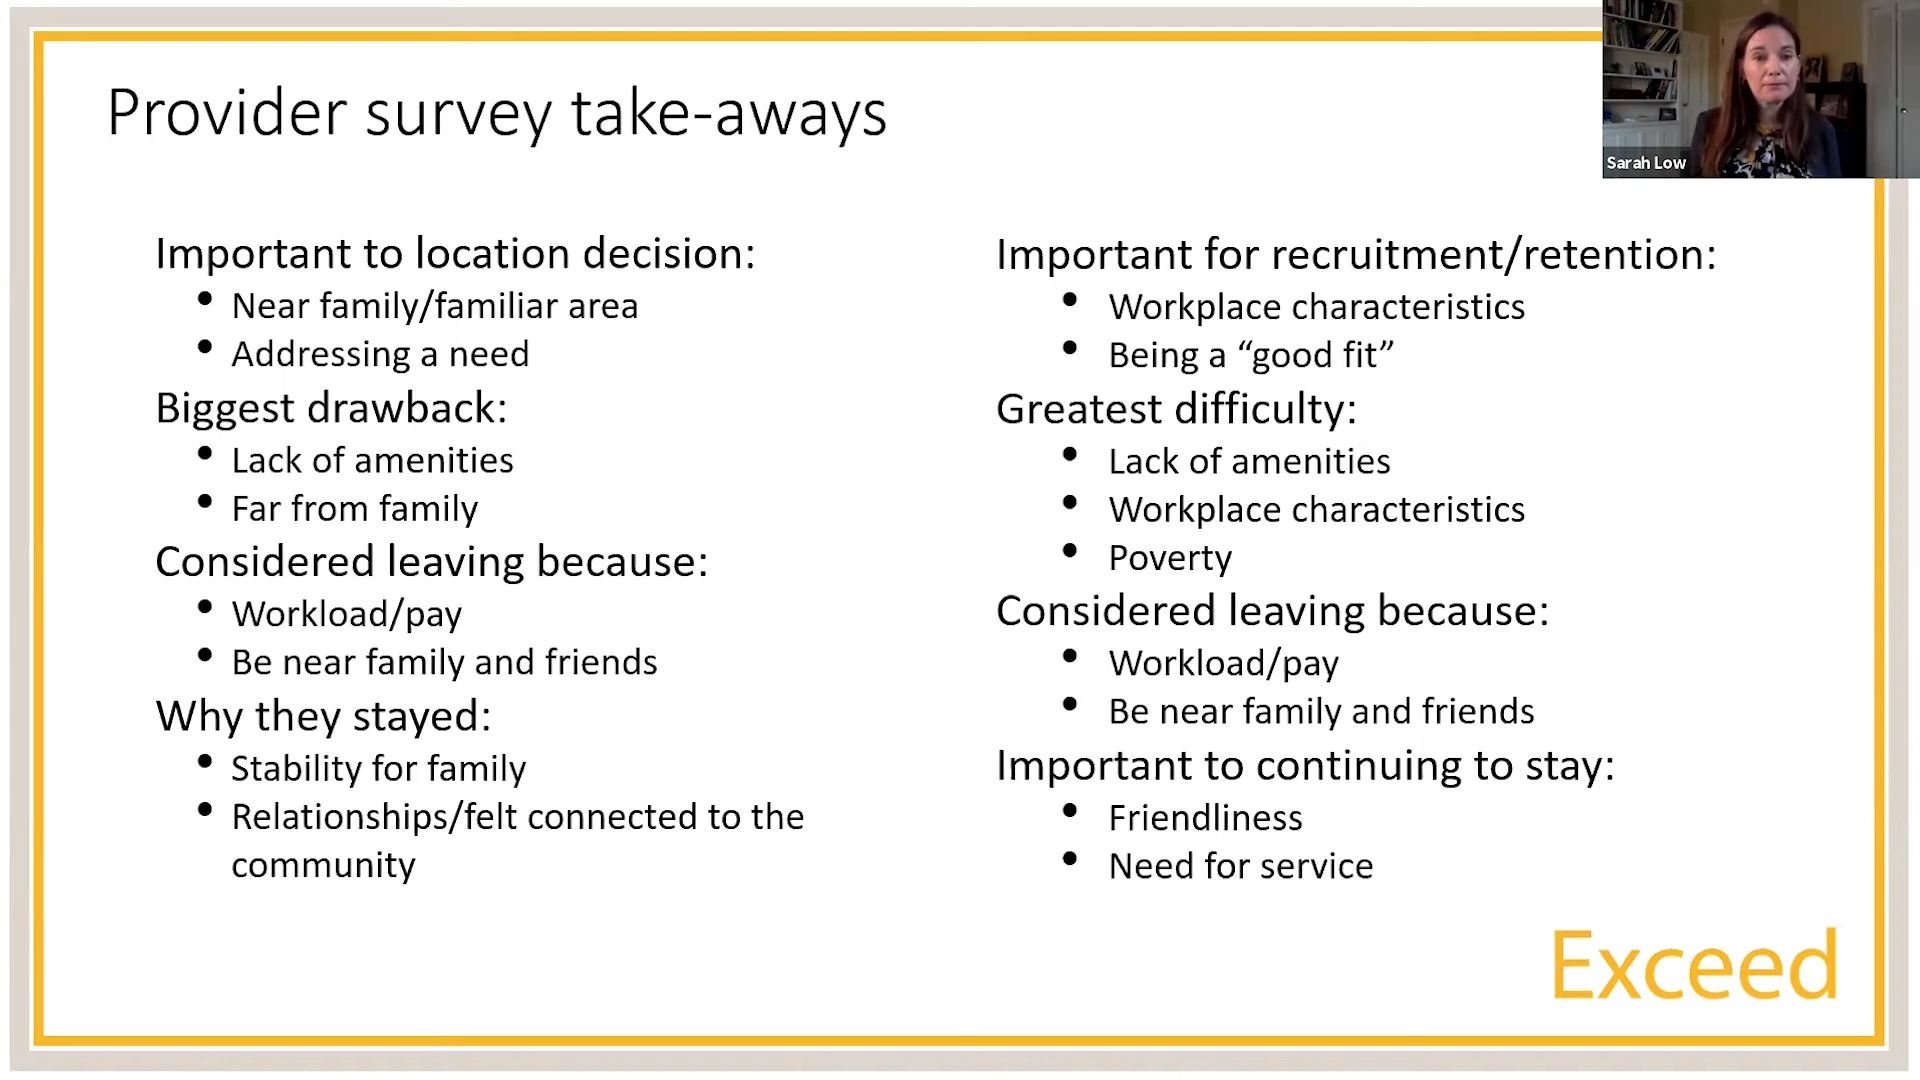 Provider survey take-aways
Sarah Low
Important to location decision:
• Near family/familiar area
• Addressing a need
Biggest drawback:
• Lack of amenities
• Far from family
Considered leaving because:
• Workload/pay
• Be near family and friends
Why they stayed:
• Stability for family
• Relationships/felt connected to the
community
Important for recruitment/retention:
• Workplace characteristics
• Being a “good fit”
Greatest difficulty:
• Lack of amenities
• Workplace characteristics
• Poverty
Considered leaving because:
• Workload/pay
• Be near family and friends
Important to continuing to stay:
• Friendliness
• Need for service
Exceed